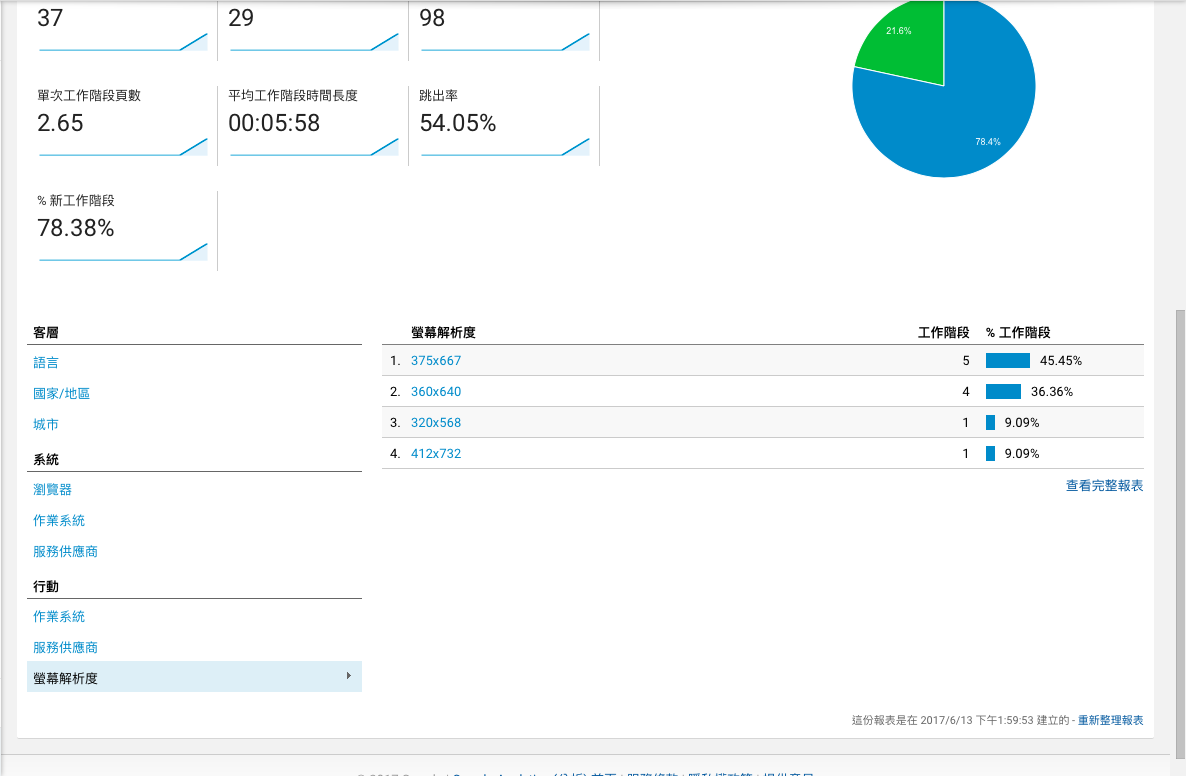 37 29 98
21.6%
78.4%
單次工作階段頁數 平均工作階段時間長度 跳出率
2.65 00:05:58 54.05%
% 新工作階段
78.38%
客層
語言
國家/地區
城市
系統
瀏覽器
作業系統
服務供應商
行動
作業系統
服務供應商
螢幕解析度
螢幕解析度 工作階段 % 工作階段
1. 375x667 5 45.45%
2. 360x640 4 36.36%
3. 320x568 1 9.09%
4. 412x732 1 9.09%
查看完整報表
這份報表是在 2017/6/13 下午1:59:53 建立的 - 重新整理報表